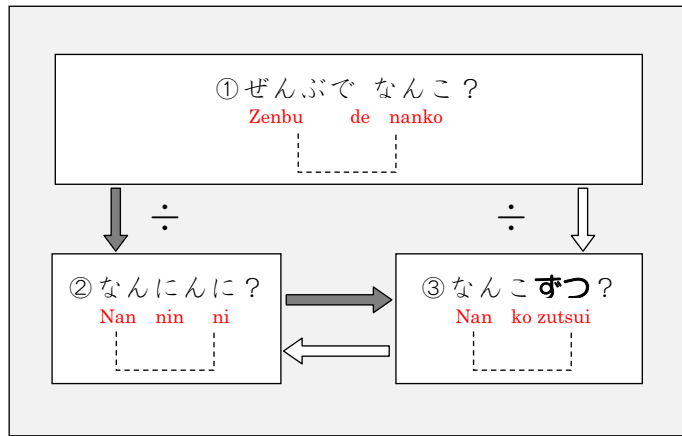 ①ぜんぶで なんこ？
Zenbu de nanko
÷ ÷
②なんにんに？
Nan nin ni
③なんこずつ？
Nan ko zutsui